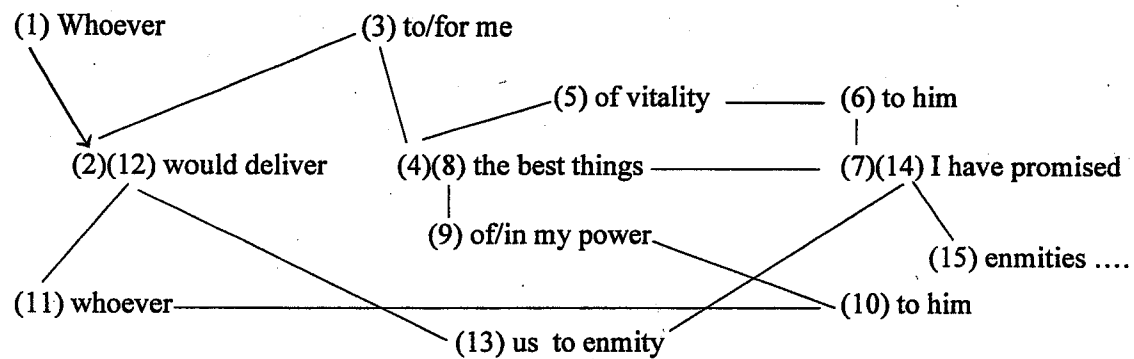 (1) Whoever
(3) to/for me
(5) of vitality
(6) to him
(2)(12) would deliver
(4)(8) the best things
(7)(14) I have promised
(9) of/in my power
(15) enmities ….
(11) whoever
(10) to him
(13) us to enmity